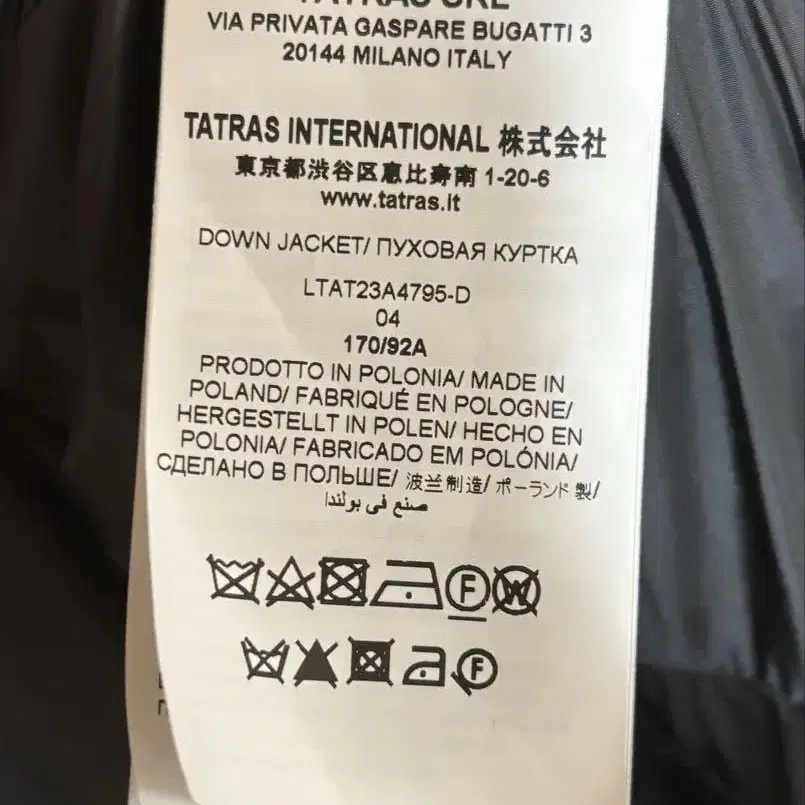 TATRAS SRL
VIA PRIVATA GASPARE BUGATTI 3
20144 MILANO ITALY
TATRAS INTERNATIONAL 株式会社
東京都渋谷区恵比寿南 1-20-6
www.tatras.it
DOWN JACKET/ ПУХОВАЯ КУРТКА
LTAT23A4795-D
04
170/92A
PRODOTTO IN POLONIA/ MADE IN
POLAND/ FABRIQUÉ EN POLOGNE/
HERGESTELLT IN POLEN/ HECHO EN
POLONIA/ FABRICADO EM POLÓNIA/
СДЕЛАНО В ПОЛЬШЕ/ 波兰制造/ ポーランド製/
صنع في بولندا
F W
F